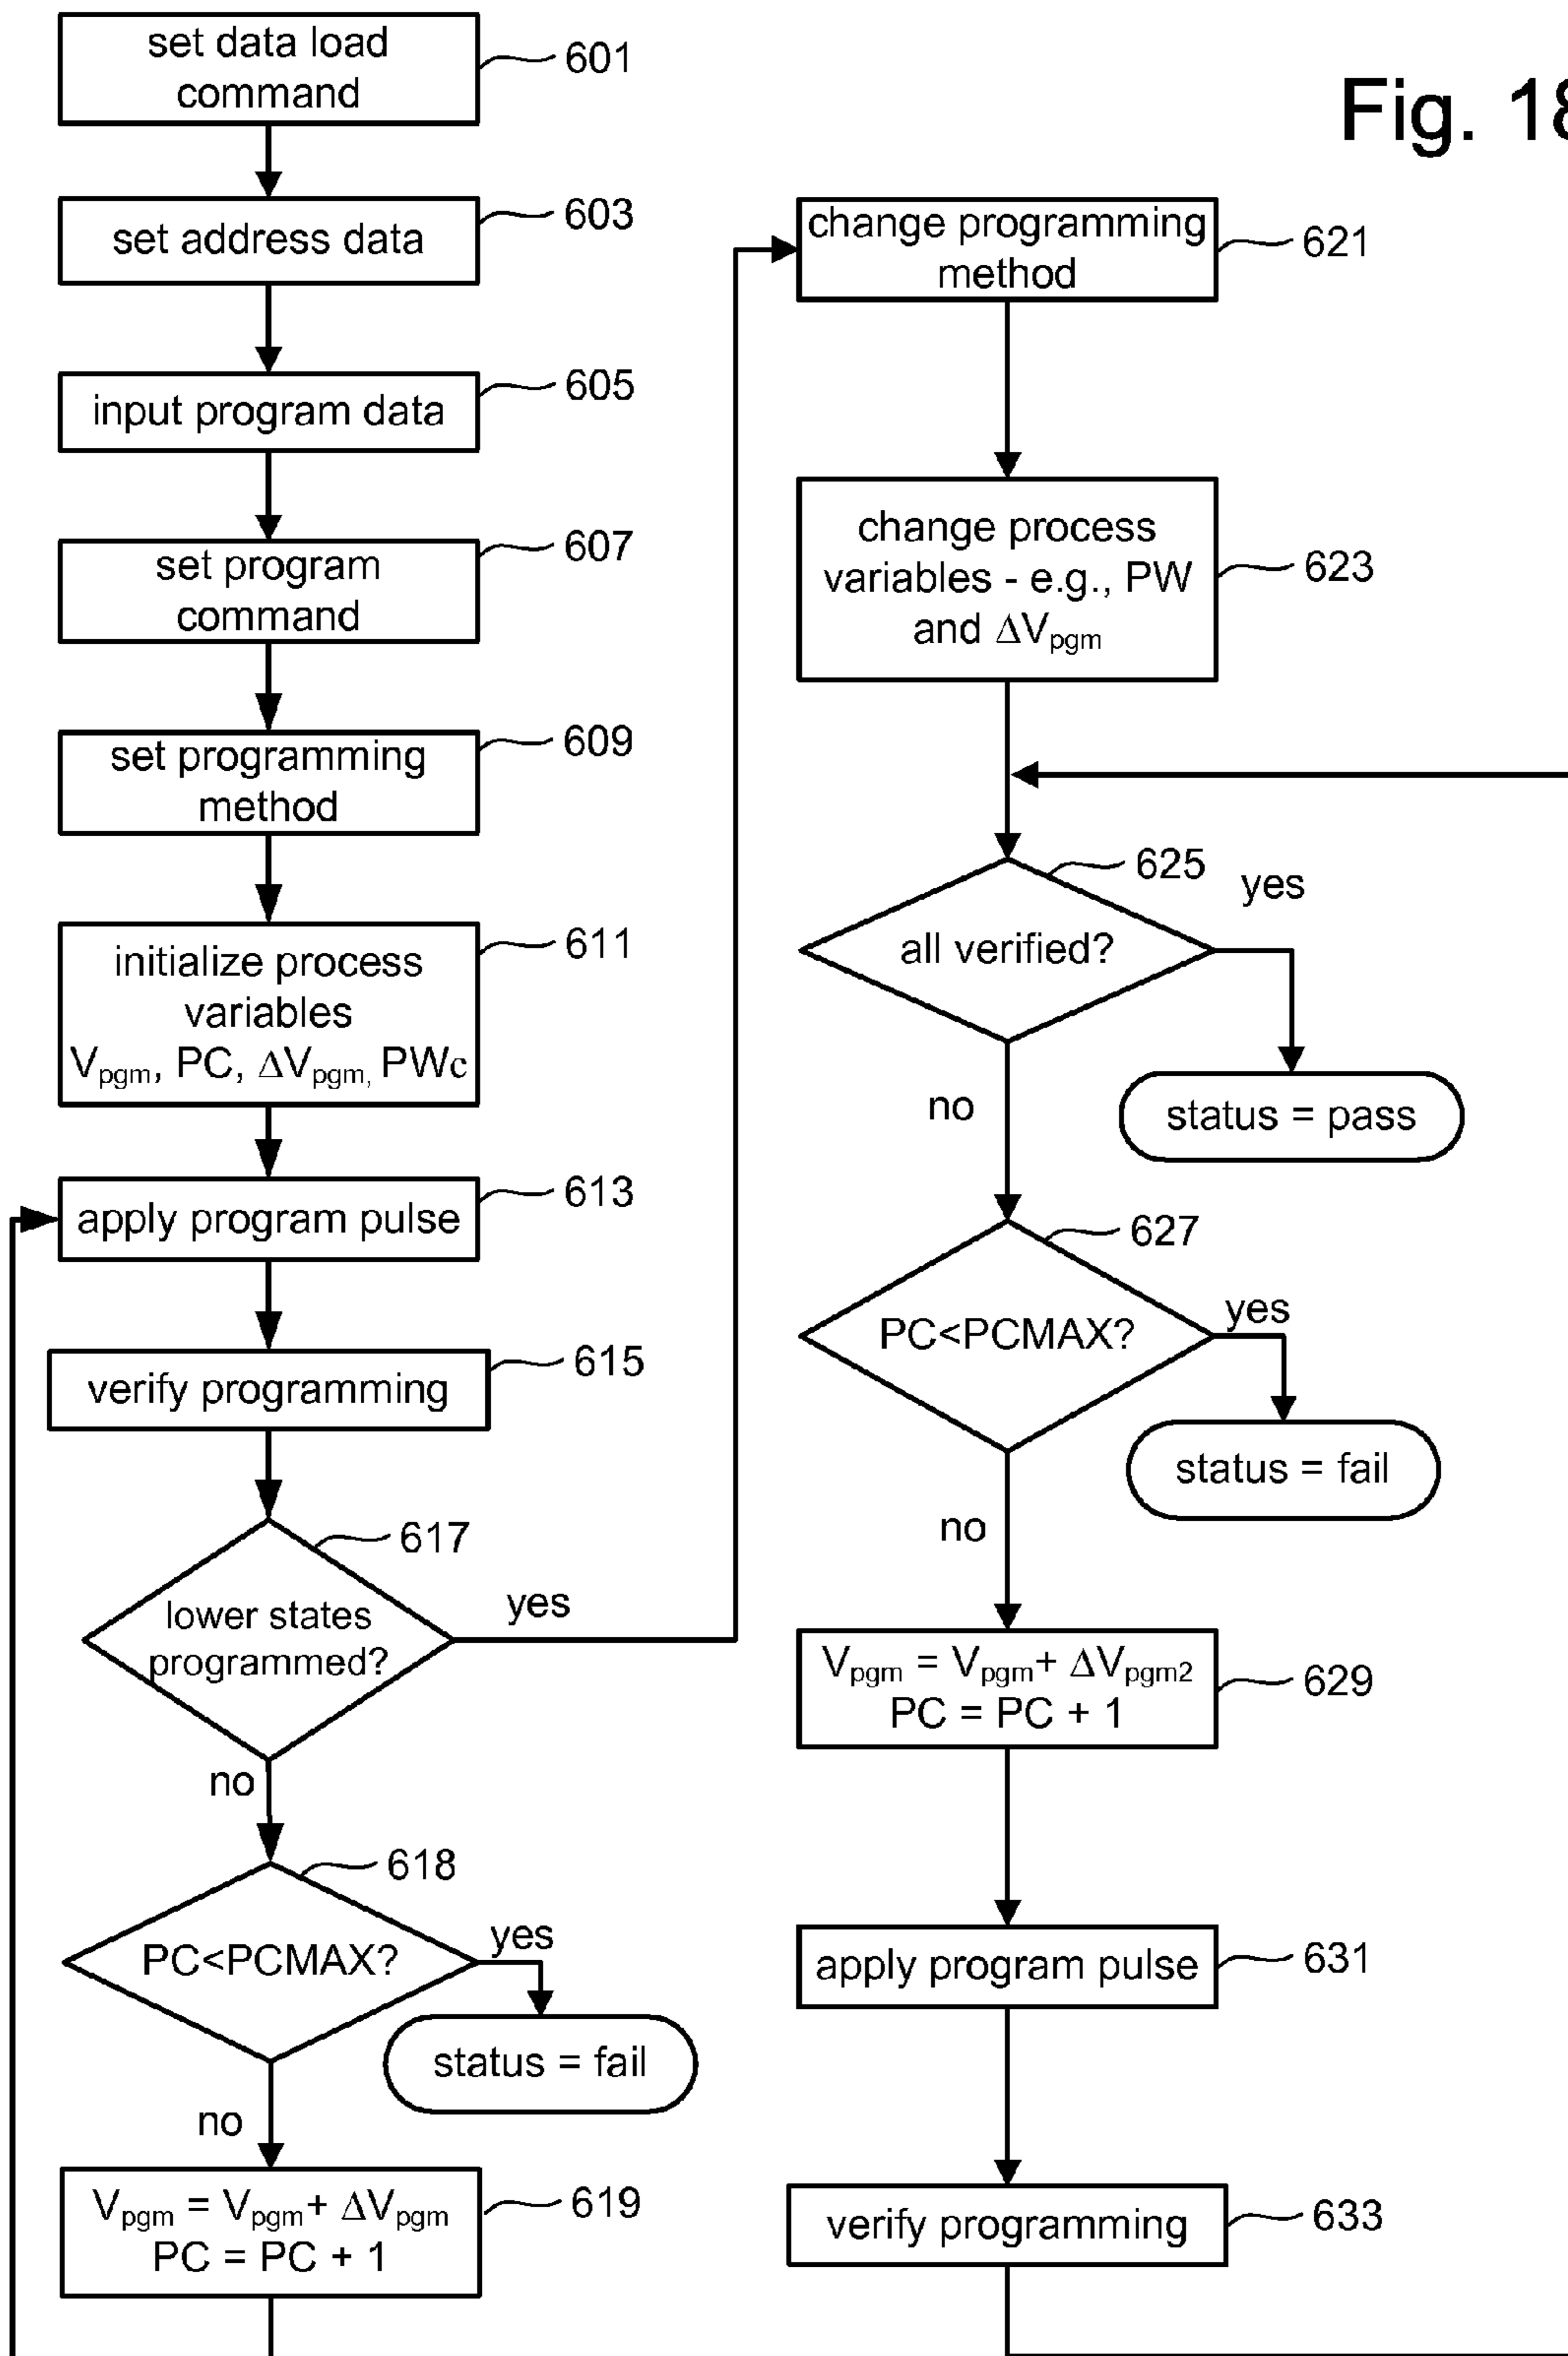 Fig. 18
set data load
command
601
set address data
603
input program data
605
set program
command
607
set programming
method
609
initialize process
variables
Vpgm, PC, ΔVpgm, PWc
611
apply program pulse
613
verify programming
615
lower states
programmed?
617
yes
no
PC<PCMAX?
618
yes
status = fail
no
Vpgm = Vpgm+ ΔVpgm
PC = PC + 1
619
change programming
method
621
change process
variables - e.g., PW
and ΔVpgm
623
all verified?
625
yes
status = pass
no
PC<PCMAX?
627
yes
status = fail
no
Vpgm = Vpgm+ ΔVpgm2
PC = PC + 1
629
apply program pulse
631
verify programming
633